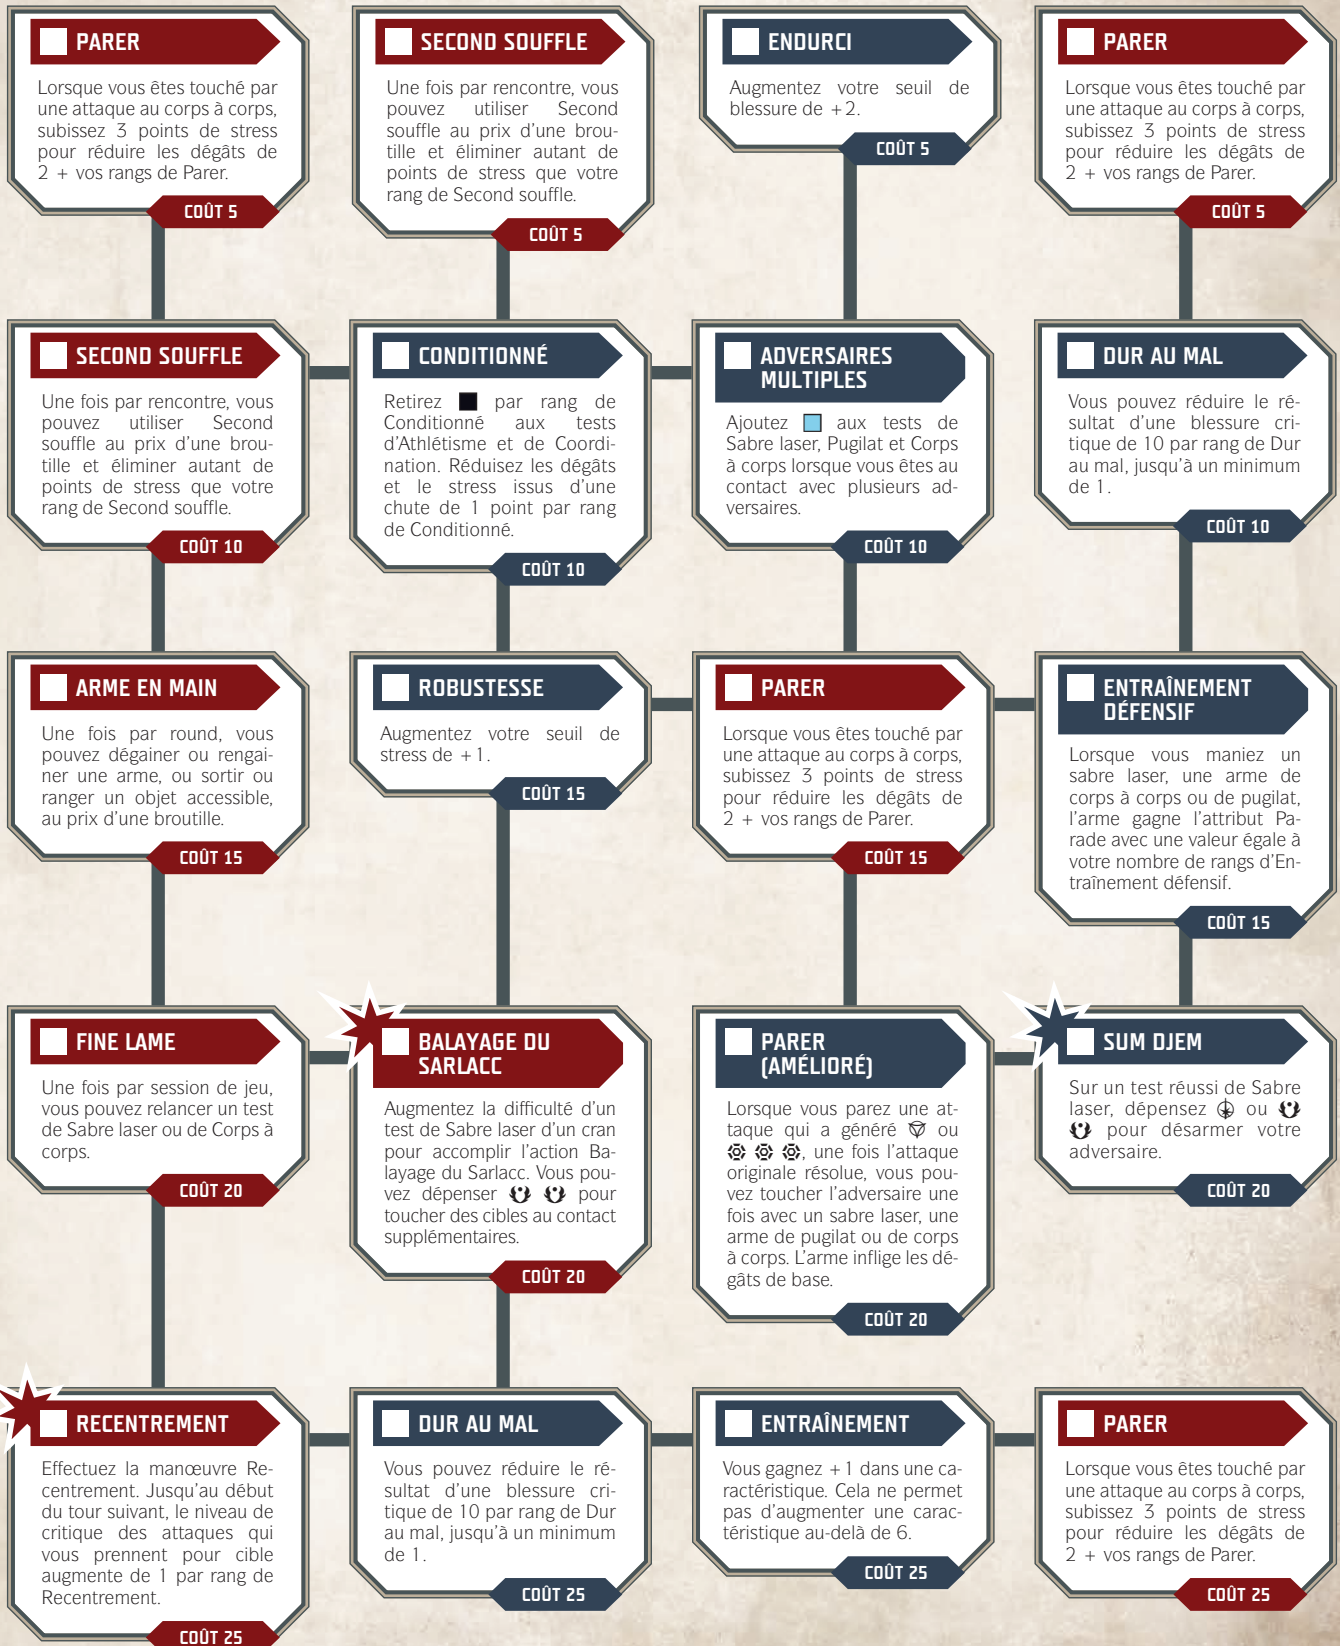 PARER
Lorsque vous êtes touché par
une attaque au corps à corps,
subissez 3 points de stress
pour réduire les dégâts de
2 + vos rangs de Parer.
COÛT 5
SECOND SOUFFLE
Une fois par rencontre, vous
pouvez utiliser Second
souffle au prix d'une brou-
tille et éliminer autant de
points de stress que votre
rang de Second souffle.
COÛT 5
ENDURCI
Augmentez votre seuil de
blessure de +2.
COÛT 5
PARER
Lorsque vous êtes touché par
une attaque au corps à corps,
subissez 3 points de stress
pour réduire les dégâts de
2 + vos rangs de Parer.
COÛT 5
SECOND SOUFFLE
Une fois par rencontre, vous
pouvez utiliser Second
souffle au prix d'une brou-
tille et éliminer autant de
points de stress que votre
rang de Second souffle.
COÛT 10
CONDITIONNÉ
Retirez par rang de
Conditionné aux tests
d'Athlétisme et de Coordi-
nation. Réduisez les dégâts
et le stress issus d'une
chute de 1 point par rang
de Conditionné.
COÛT 10
ADVERSAIRES
MULTIPLES
Ajoutez aux tests de
Sabre laser, Pugilat et Corps
à corps lorsque vous êtes au
contact avec plusieurs ad-
versaires.
COÛT 10
DUR AU MAL
Vous pouvez réduire le ré-
sultat d'une blessure cri-
tique de 10 par rang de Dur
au mal, jusqu'à un minimum
de 1.
COÛT 10
ARME EN MAIN
Une fois par round, vous
pouvez dégainer ou rengai-
ner une arme, ou sortir ou
ranger un objet accessible,
au prix d'une broutille.
COÛT 15
ROBUSTESSE
Augmentez votre seuil de
stress de +1.
COÛT 15
PARER
Lorsque vous êtes touché par
une attaque au corps à corps,
subissez 3 points de stress
pour réduire les dégâts de
2 + vos rangs de Parer.
COÛT 15
ENTRAÎNEMENT
DÉFENSIF
Lorsque vous maniez un
sabre laser, une arme de
corps à corps ou de pugilat,
l'arme gagne l'attribut Pa-
rade avec une valeur égale à
votre nombre de rangs d'En-
traînement défensif.
COÛT 15
FINE LAME
Une fois par session de jeu,
vous pouvez relancer un test
de Sabre laser ou de Corps à
corps.
COÛT 20
BALAYAGE DU
SARLACC
Augmentez la difficulté d'un
test de Sabre laser d'un cran
pour accomplir l'action Ba-
layage du Sarlacc. Vous pou-
vez dépenser pour
toucher des cibles au contact
supplémentaires.
COÛT 20
PARER
(AMÉLIORÉ)
Lorsque vous parez une at-
taque qui a généré ou
, une fois l'attaque
originale résolue, vous pou-
vez toucher l'adversaire une
fois avec un sabre laser, une
arme de pugilat ou de corps
à corps. L'arme inflige les dé-
gâts de base.
COÛT 20
SUM DJEM
Sur un test réussi de Sabre
laser, dépensez ou
pour désarmer votre
adversaire.
COÛT 20
RECENTREMENT
Effectuez la manœuvre Re-
centrement. Jusqu'au début
du tour suivant, le niveau de
critique des attaques qui
vous prennent pour cible
augmente de 1 par rang de
Recentrement.
COÛT 25
DUR AU MAL
Vous pouvez réduire le ré-
sultat d'une blessure cri-
tique de 10 par rang de Dur
au mal, jusqu'à un minimum
de 1.
COÛT 25
ENTRAÎNEMENT
Vous gagnez +1 dans une ca-
ractéristique. Cela ne permet
pas d'augmenter une carac-
téristique au-delà de 6.
COÛT 25
PARER
Lorsque vous êtes touché par
une attaque au corps à corps,
subissez 3 points de stress
pour réduire les dégâts de
2 + vos rangs de Parer.
COÛT 25